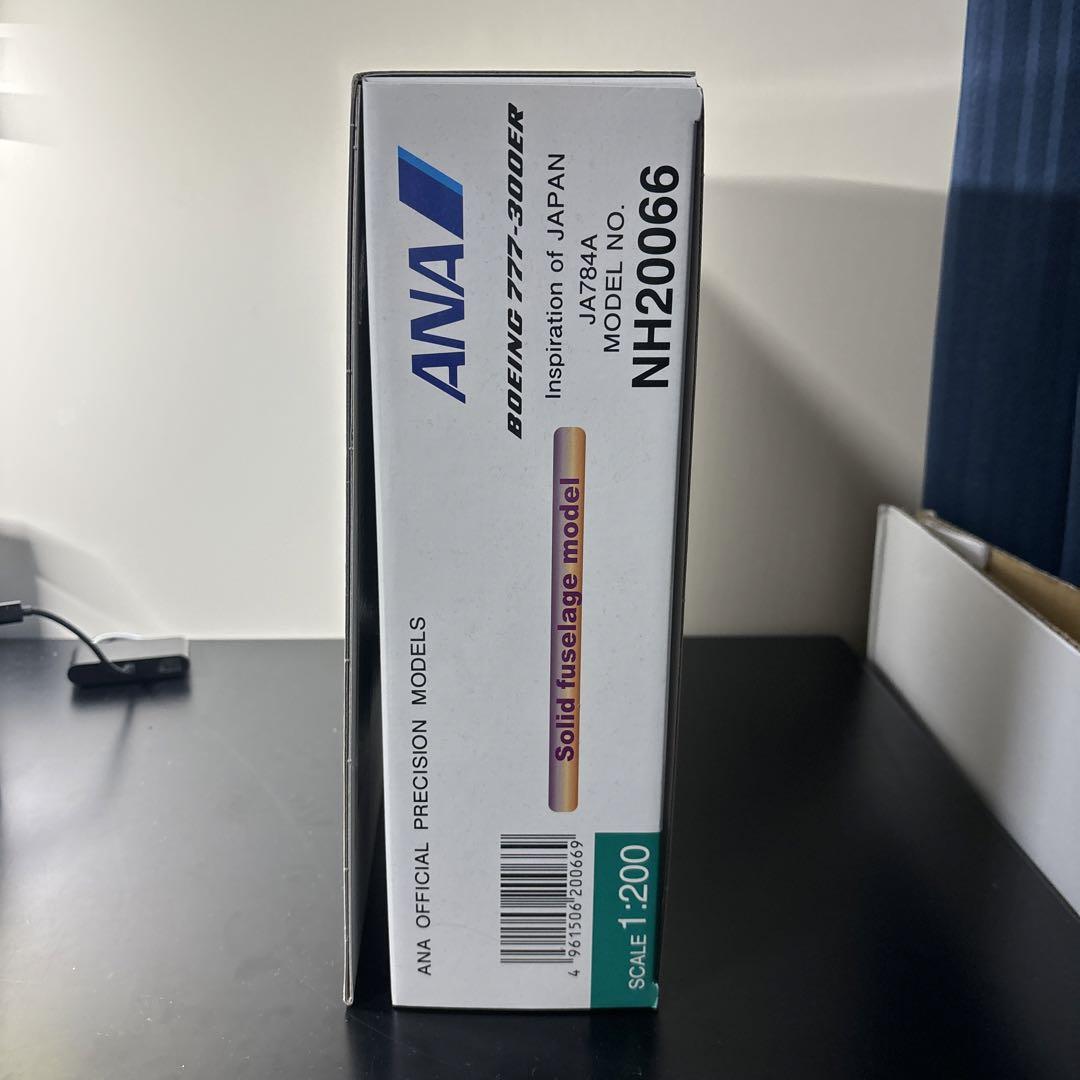 ANA
BOEING 777-300ER
Inspiration of JAPAN
JA784A
MODEL NO.
NH20066
Solid fuselage model
ANA OFFICIAL PRECISION MODELS
4 961506 200669
SCALE 1:200